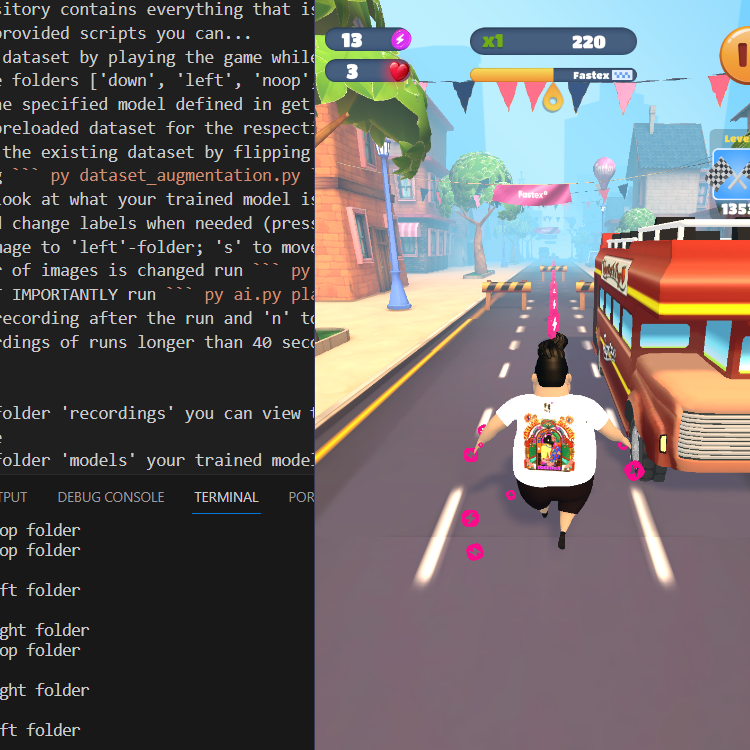 sitory contains everything that is
provided scripts you can...
dataset by playing the game while
e folders ['down', 'left', 'noop',
he specified model defined in get_
preloaded dataset for the respecti
the existing dataset by flipping
g ``` py dataset_augmentation.py `
look at what your trained model is
d change labels when needed (press
mage to 'left'-folder; 's' to move
r of images is changed run ``` py
T IMPORTANTLY run ``` py ai.py pla
recording after the run and 'n' to
rdings of runs longer than 40 seco
folder 'recordings' you can view t
e
folder 'models' your trained model
TPUT DEBUG CONSOLE TERMINAL POR
op folder
op folder
ft folder
ght folder
op folder
ght folder
ft folder
13
x1 220
3
Fastex
Level
1353
Fastex